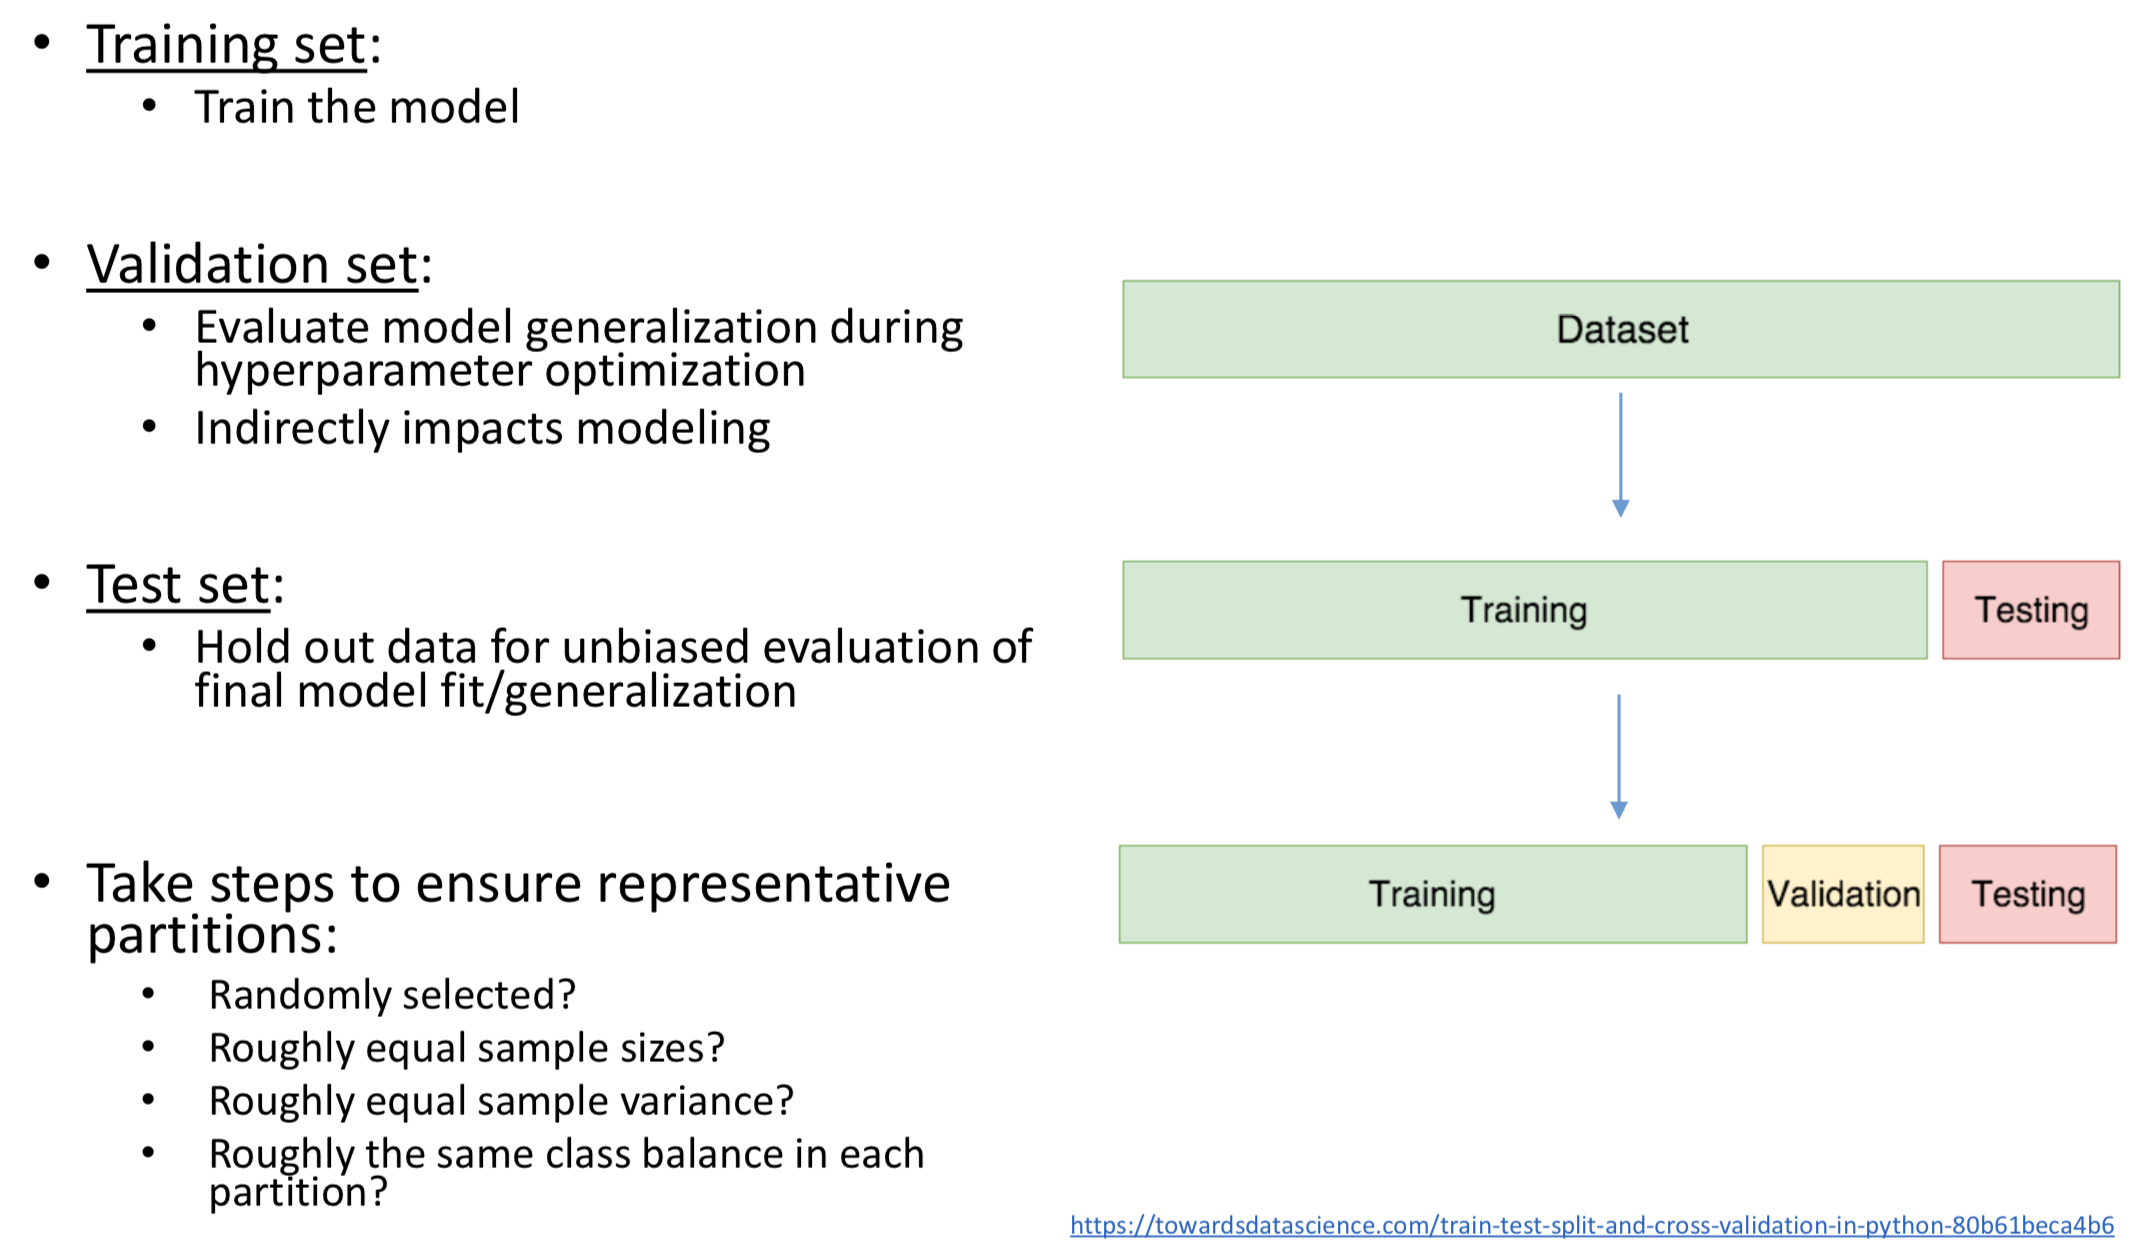 • Training set:
• Train the model
• Validation set:
• Evaluate model generalization during
hyperparameter optimization
• Indirectly impacts modeling
• Test set:
• Hold out data for unbiased evaluation of
final model fit/generalization
• Take steps to ensure representative
partitions:
• Randomly selected?
• Roughly equal sample sizes?
• Roughly equal sample variance?
• Roughly the same class balance in each
partition?
Dataset
Training Testing
Training Validation Testing
https://towardsdatascience.com/train-test-split-and-cross-validation-in-python-80b61beca4b6